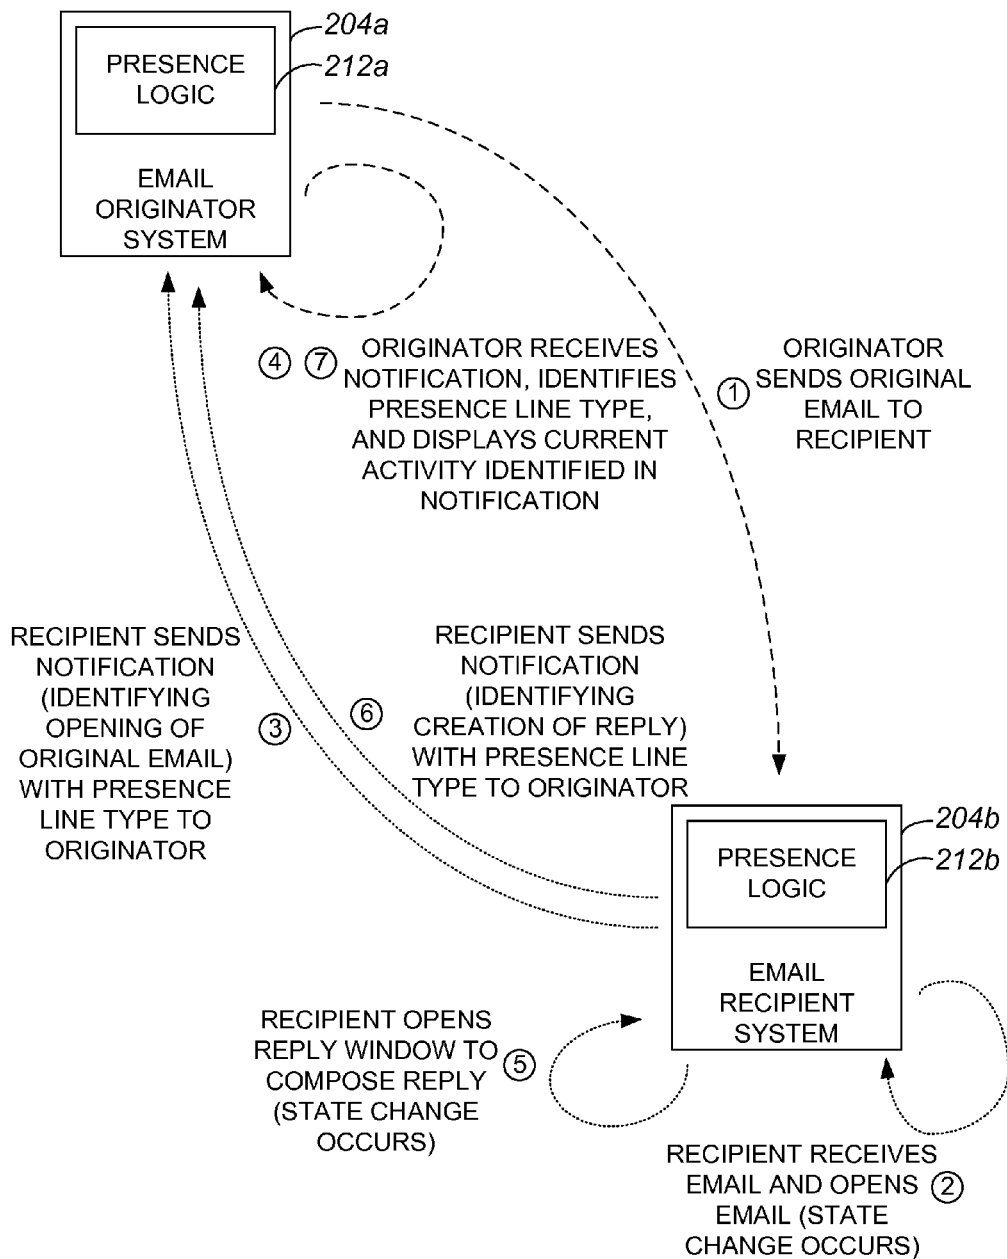 204a
PRESENCE
LOGIC
212a
EMAIL
ORIGINATOR
SYSTEM
④ ⑦
ORIGINATOR RECEIVES
NOTIFICATION, IDENTIFIES
PRESENCE LINE TYPE,
AND DISPLAYS CURRENT
ACTIVITY IDENTIFIED IN
NOTIFICATION
①
ORIGINATOR
SENDS ORIGINAL
EMAIL TO
RECIPIENT
RECIPIENT SENDS
NOTIFICATION
(IDENTIFYING
OPENING OF
ORIGINAL EMAIL)
WITH PRESENCE
LINE TYPE TO
ORIGINATOR
③
⑥
RECIPIENT SENDS
NOTIFICATION
(IDENTIFYING
CREATION OF REPLY)
WITH PRESENCE LINE
TYPE TO ORIGINATOR
204b
PRESENCE
LOGIC
212b
EMAIL
RECIPIENT
SYSTEM
RECIPIENT OPENS
REPLY WINDOW TO
COMPOSE REPLY
(STATE CHANGE
OCCURS)
⑤
RECIPIENT RECEIVES
EMAIL AND OPENS
EMAIL (STATE
CHANGE OCCURS)
②